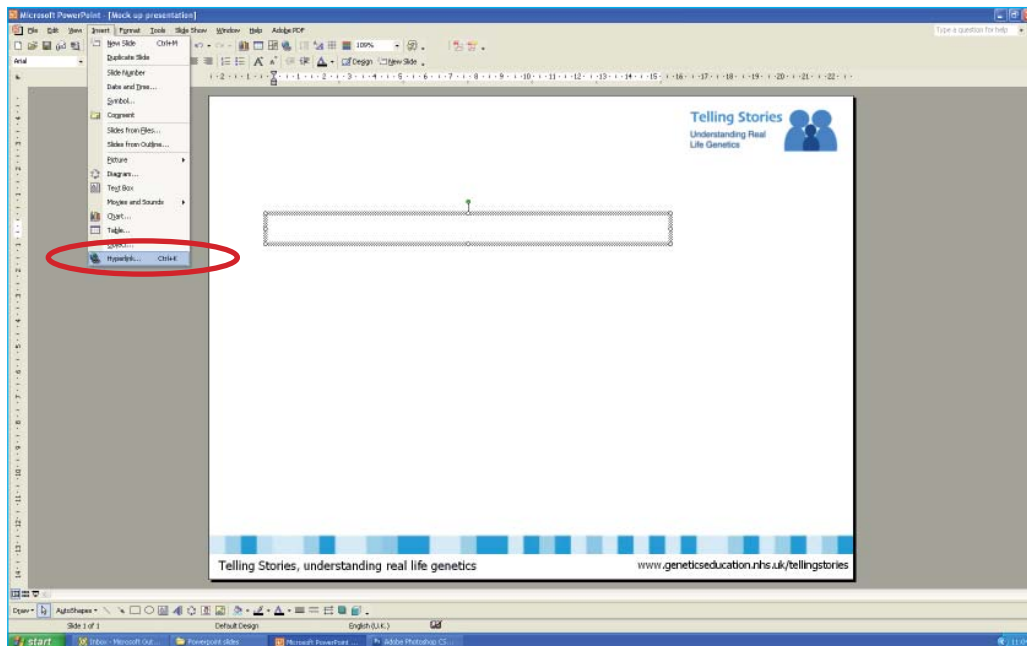 Microsoft PowerPoint - [Mock up presentation]
File Edit View Insert Format Tools Slide Show Window Help Adobe PDF
Type a question for help
New Slide Ctrl+M
109%
Duplicate Slide
Arial
Design New Slide
Slide Number
Date and Time...
Symbol...
Comment
Slides from Files...
Slides from Outline...
Picture
Diagram...
Text Box
Movies and Sounds
Chart...
Table...
Object...
Hyperlink... Ctrl+K
Telling Stories
Understanding Real
Life Genetics
Telling Stories, understanding real life genetics
www.geneticseducation.nhs.uk/tellingstories
Draw AutoShapes
Slide 1 of 1 Default Design English (U.K.)
start Inbox - Microsoft Out... Powerpoint slides Microsoft PowerPoint ... Adobe Photoshop CS...